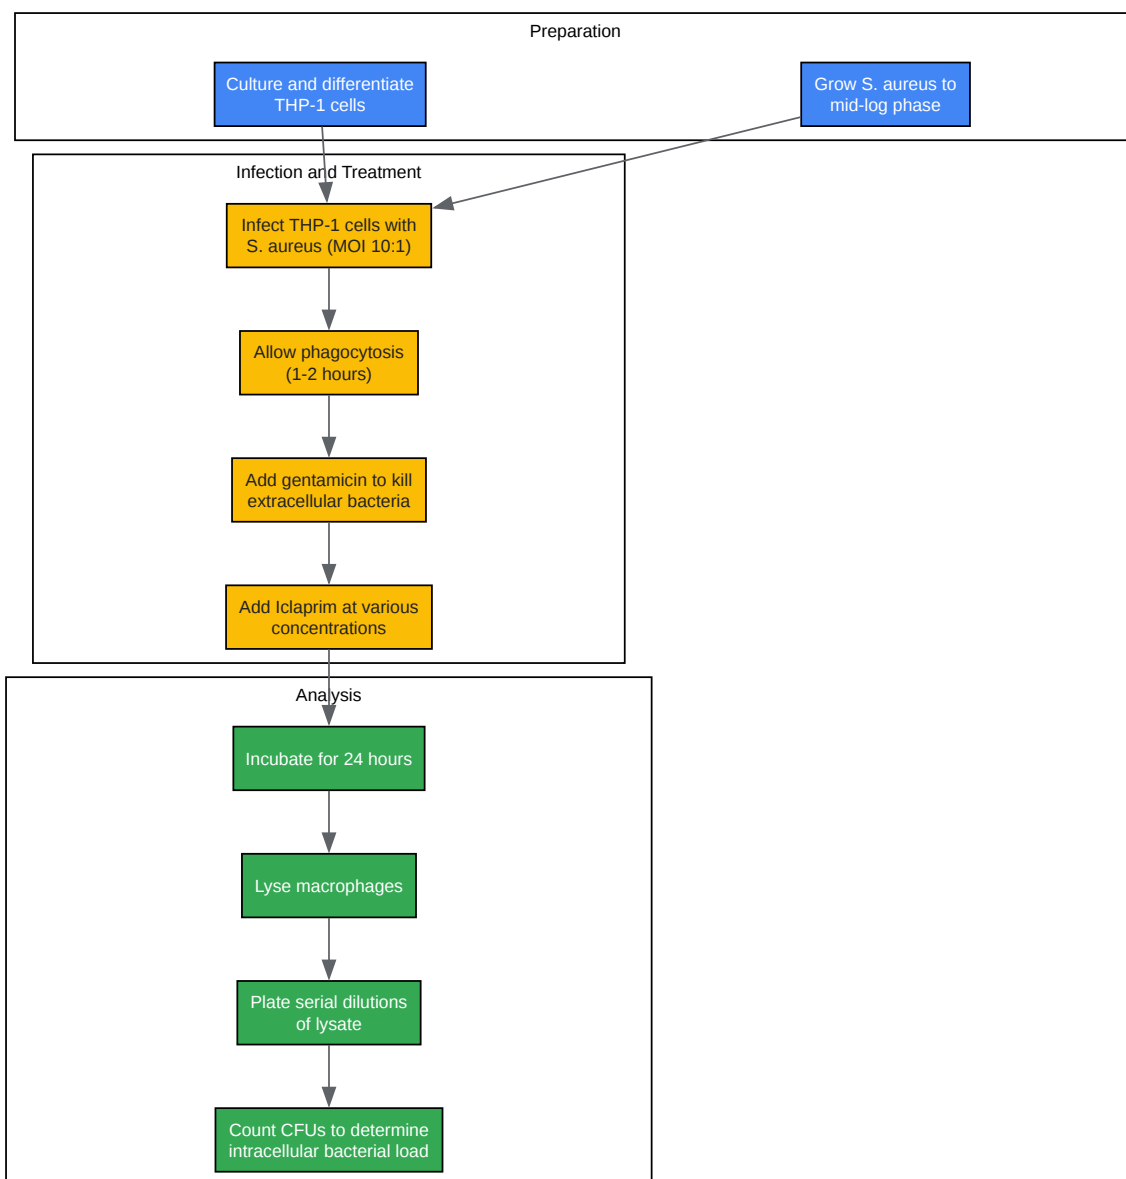 Preparation
Culture and differentiate
THP-1 cells
Grow S. aureus to
mid-log phase
Infection and Treatment
Infect THP-1 cells with
S. aureus (MOI 10:1)
Allow phagocytosis
(1-2 hours)
Add gentamicin to kill
extracellular bacteria
Add Iclaprim at various
concentrations
Analysis
Incubate for 24 hours
Lyse macrophages
Plate serial dilutions
of lysate
Count CFUs to determine
intracellular bacterial load